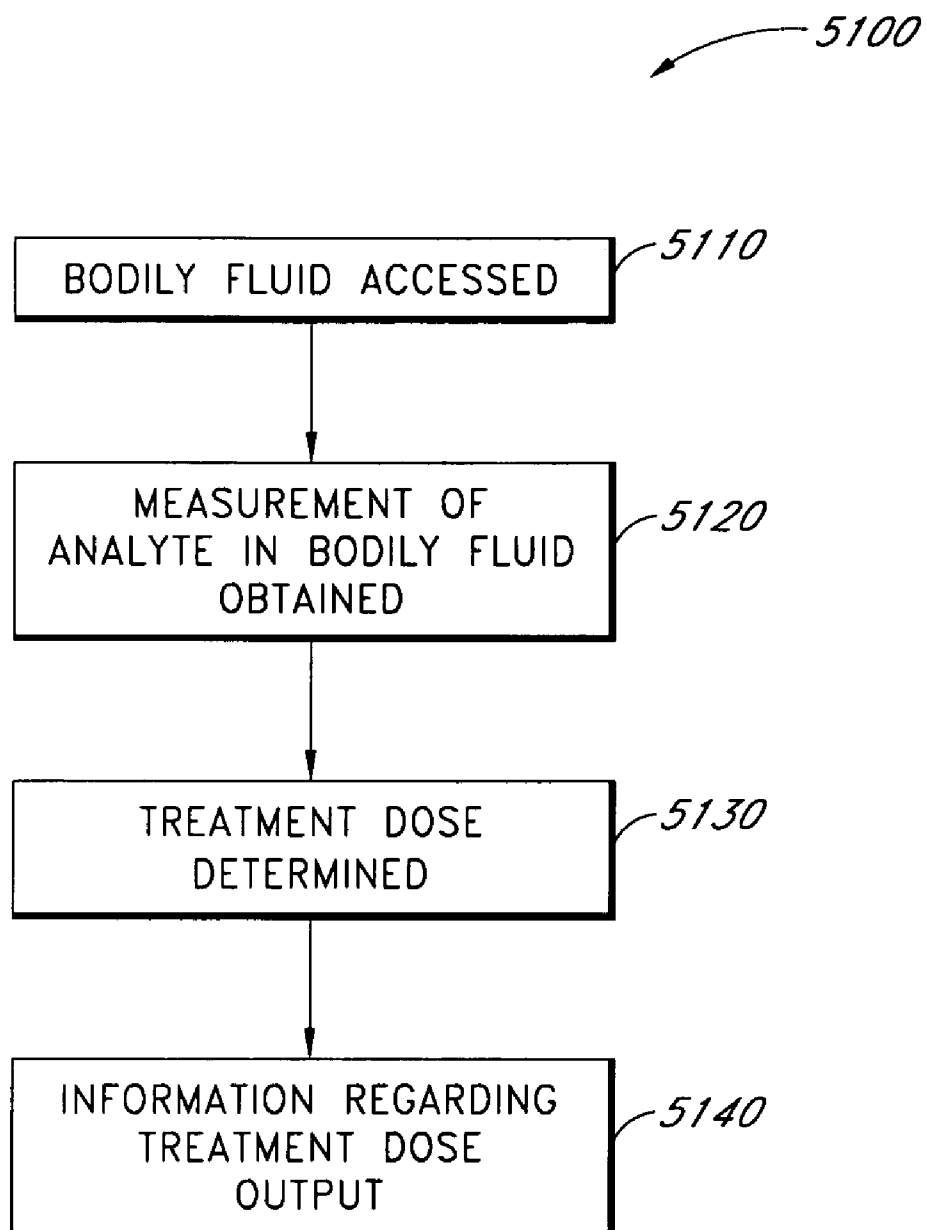 5100
BODILY FLUID ACCESSED
5110
MEASUREMENT OF
ANALYTE IN BODILY FLUID
OBTAINED
5120
TREATMENT DOSE
DETERMINED
5130
INFORMATION REGARDING
TREATMENT DOSE
OUTPUT
5140